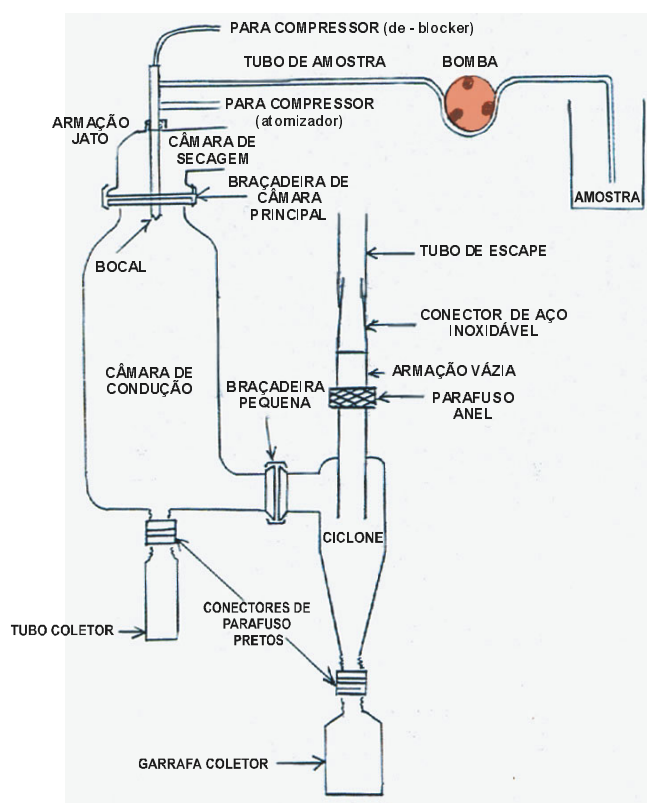 PARA COMPRESSOR (de - blocker)
TUBO DE AMOSTRA
BOMBA
PARA COMPRESSOR
(atomizador)
ARMAÇÃO
JATO
CÂMARA DE
SECAGEM
BRAÇADEIRA DE
CÂMARA
PRINCIPAL
AMOSTRA
BOCAL
TUBO DE ESCAPE
CONECTOR DE AÇO
INOXIDÁVEL
CÂMARA DE
CONDUÇÃO
BRAÇADEIRA
PEQUENA
ARMAÇÃO VÁZIA
PARAFUSO
ANEL
CICLONE
CONECTORES DE
PARAFUSO
PRETOS
TUBO COLETOR
GARRAFA COLETOR